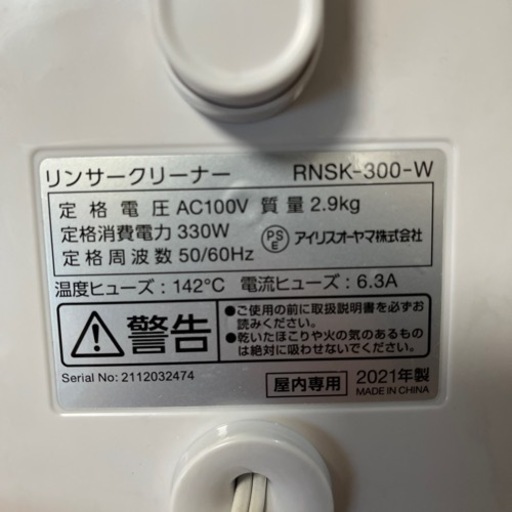 リンサークリーナー RNSK-300-W
定格電圧 AC100V 質量 2.9kg
定格消費電力 330W PSE アイリスオーヤマ株式会社
定格周波数 50/60Hz
温度ヒューズ：142℃ 電流ヒューズ：6.3A
警告
●ご使用の前に取扱説明書を必ずお
読みください。
●乾いたほこりや火の気のあるもの
は絶対に吸わせないでください。
Serial No: 2112032474 屋内専用 2021年製
MADE IN CHINA